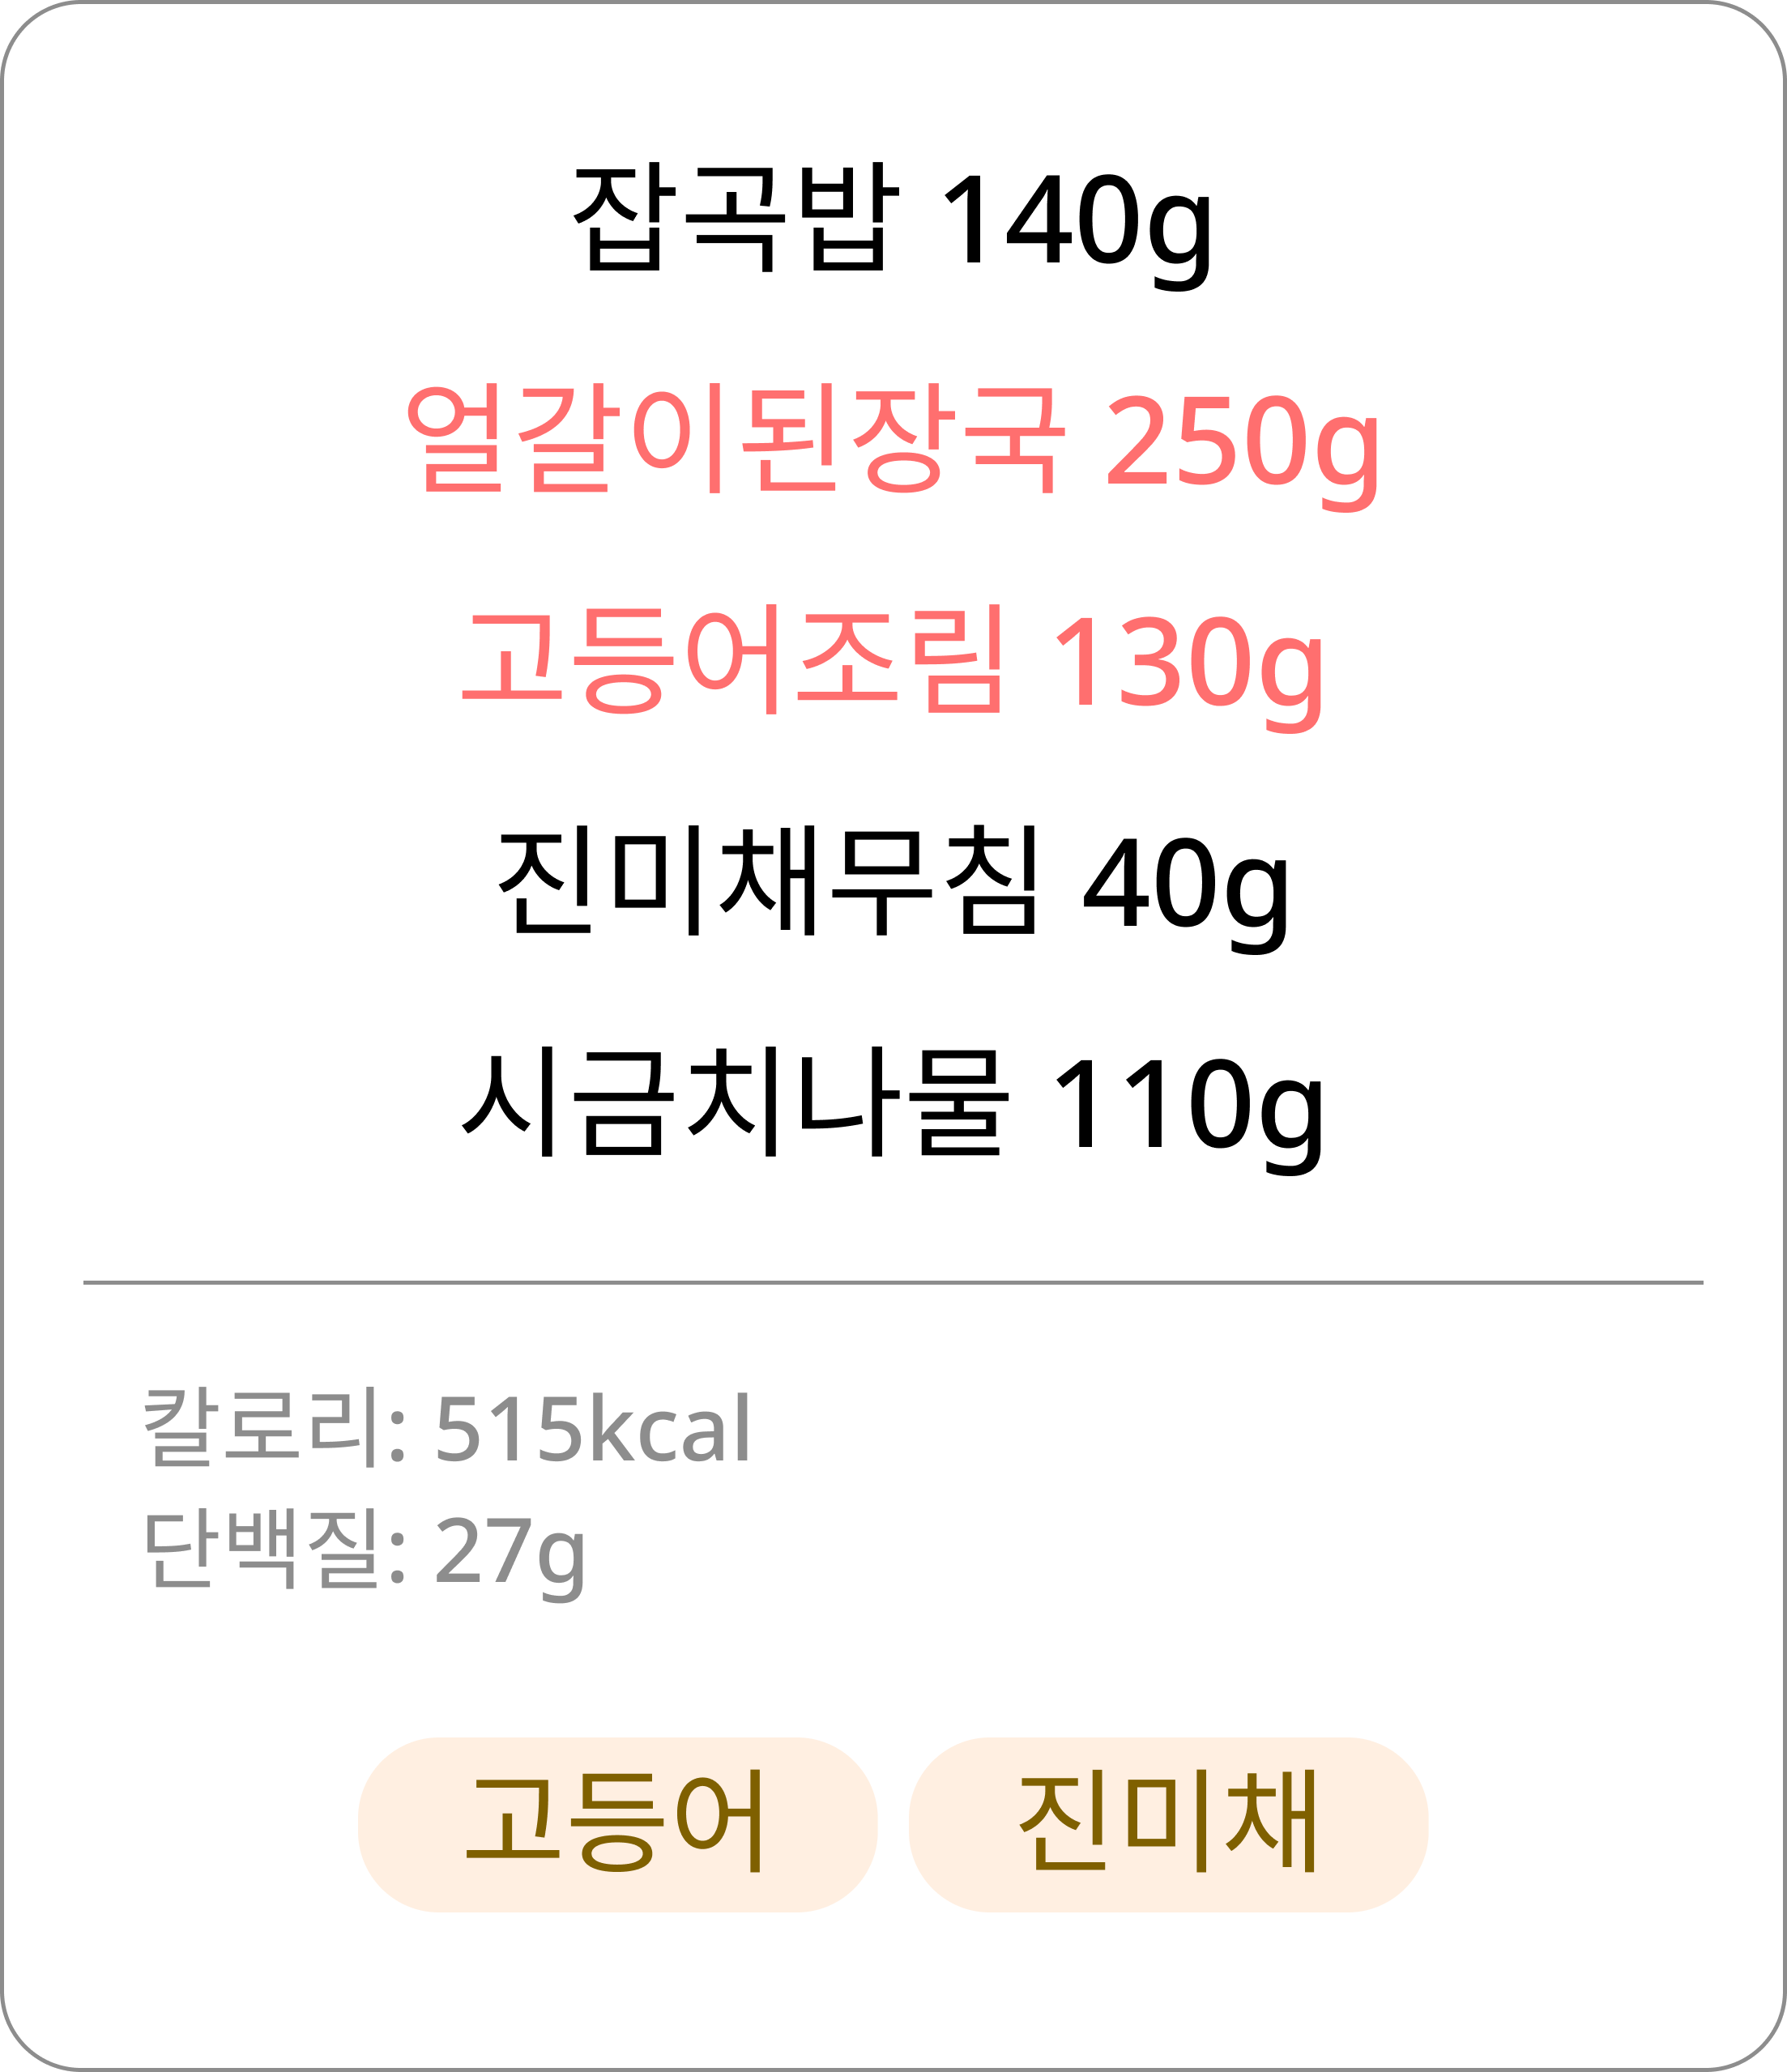 잡곡밥 140g
얼갈이된장국 250g
고등어조림 130g
진미채무침 40g
시금치나물 110g
칼로리: 515kcal
단백질: 27g
고등어 진미채